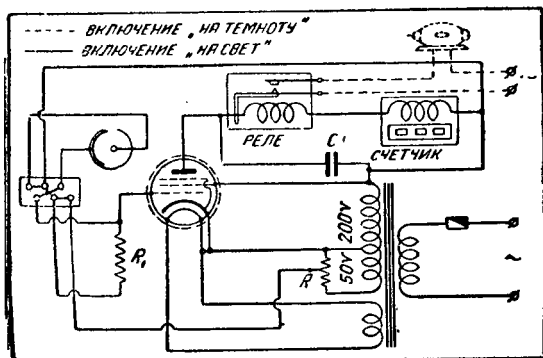 --- ВКЛЮЧЕНИЕ „НА ТЕМНОТУ"
— ВКЛЮЧЕНИЕ „НА СВЕТ"
РЕЛЕ
СЧЕТЧИК
C
R₁
R
200V
50V
~
~